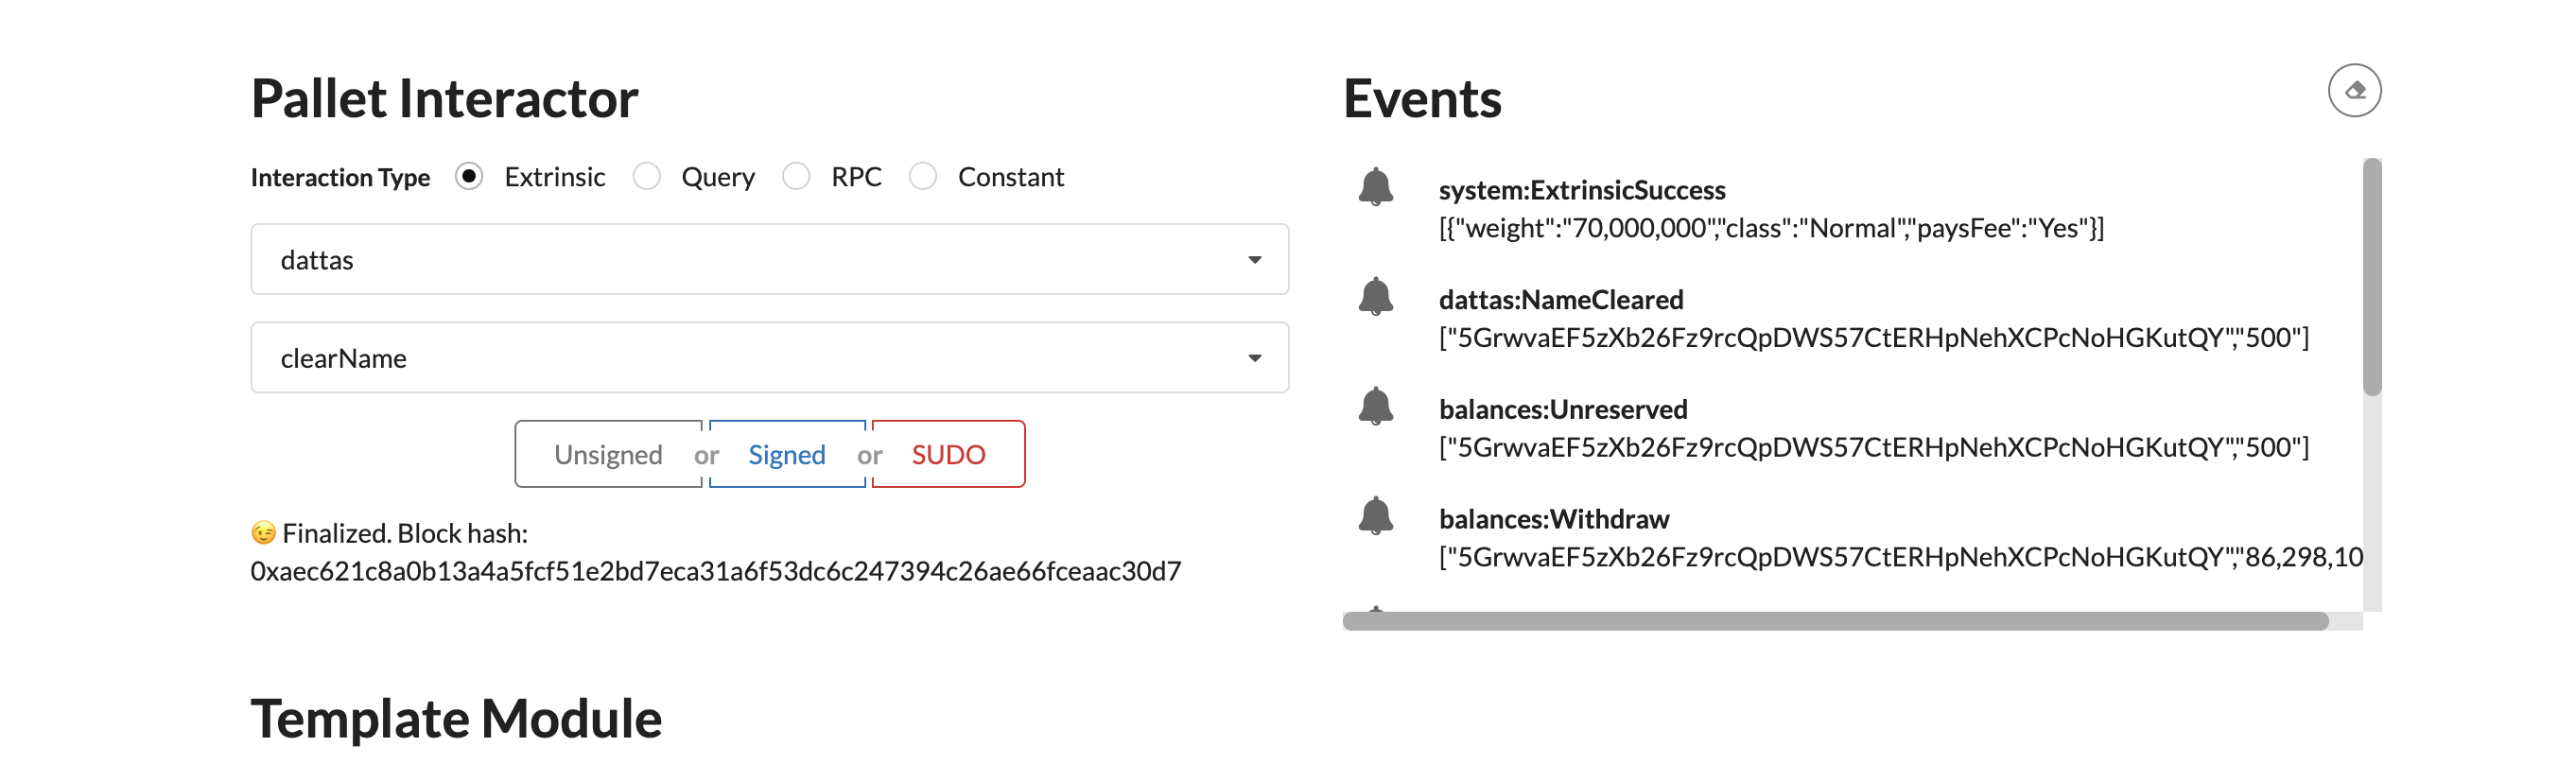 Pallet Interactor
Interaction Type Extrinsic Query RPC Constant
dattas
clearName
Unsigned or Signed or SUDO
😉 Finalized. Block hash:
0xaec621c8a0b13a4a5fcf51e2bd7eca31a6f53dc6c247394c26ae66fceaac30d7
Events
system:ExtrinsicSuccess
[{"weight":"70,000,000","class":"Normal","paysFee":"Yes"}]
dattas:NameCleared
["5GrwvaEF5zXb26Fz9rcQpDWS57CtERHpNehXCPcNoHGKutQY","500"]
balances:Unreserved
["5GrwvaEF5zXb26Fz9rcQpDWS57CtERHpNehXCPcNoHGKutQY","500"]
balances:Withdraw
["5GrwvaEF5zXb26Fz9rcQpDWS57CtERHpNehXCPcNoHGKutQY","86,298,10
Template Module